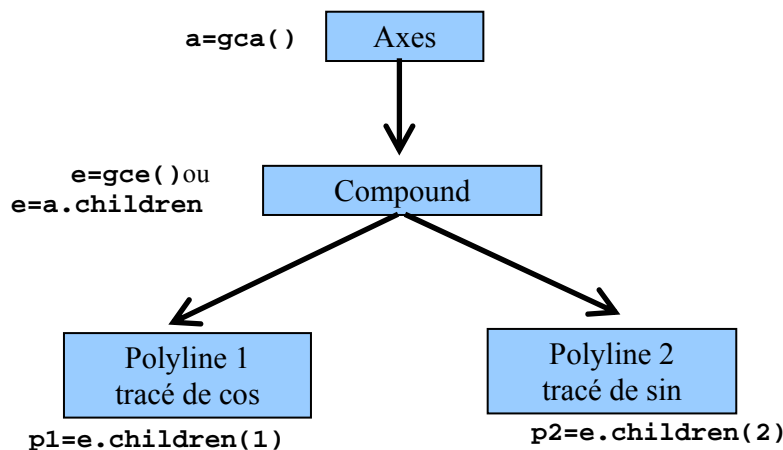 a=gca()
Axes
e=gce()ou
e=a.children
Compound
Polyline 1
tracé de cos
Polyline 2
tracé de sin
p1=e.children(1)
p2=e.children(2)